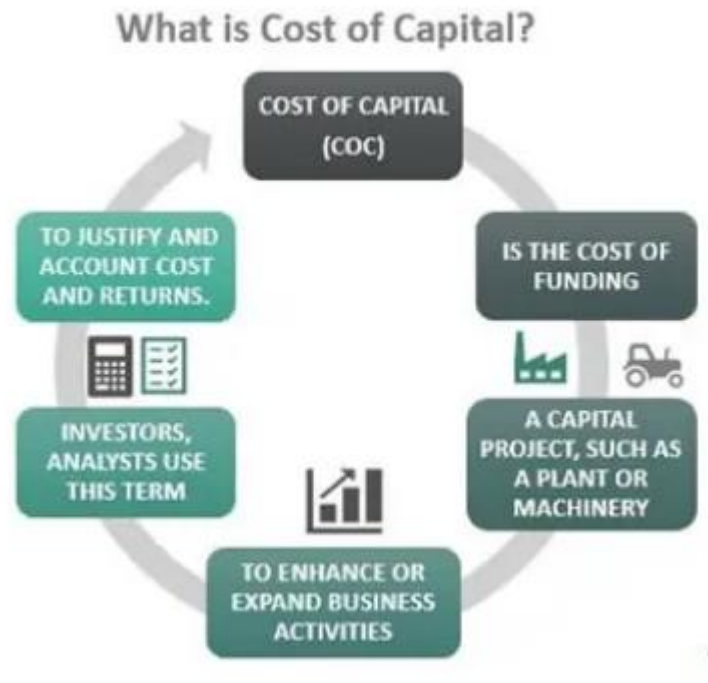 What is Cost of Capital?
COST OF CAPITAL
(COC)
IS THE COST OF
FUNDING
A CAPITAL
PROJECT, SUCH AS
A PLANT OR
MACHINERY
TO ENHANCE OR
EXPAND BUSINESS
ACTIVITIES
INVESTORS,
ANALYSTS USE
THIS TERM
TO JUSTIFY AND
ACCOUNT COST
AND RETURNS.